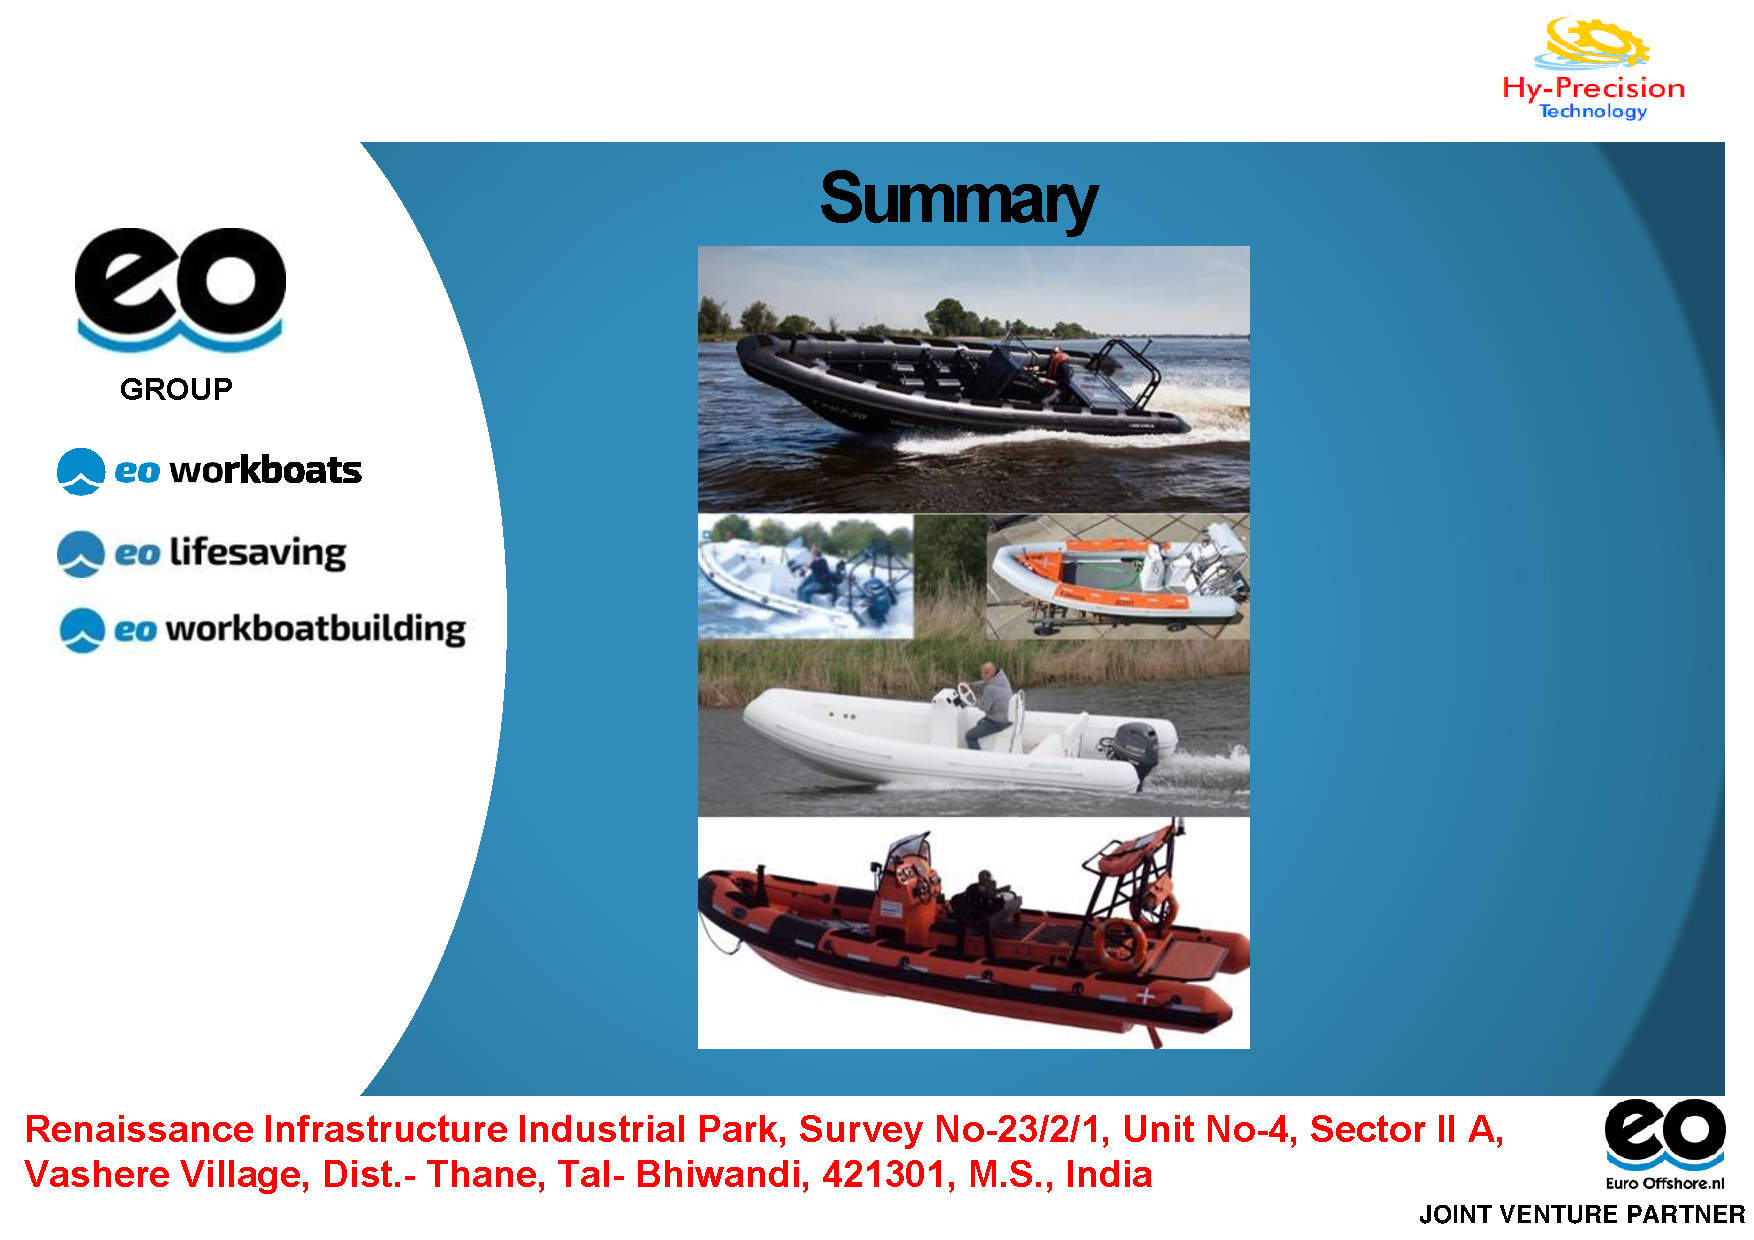 Hy-Precision
Technology
Summary
eo
GROUP
eo workboats
eo lifesaving
eo workboatbuilding
Renaissance Infrastructure Industrial Park, Survey No-23/2/1, Unit No-4, Sector II A,
Vashere Village, Dist.- Thane, Tal- Bhiwandi, 421301, M.S., India
eo
Euro Offshore.nl
JOINT VENTURE PARTNER